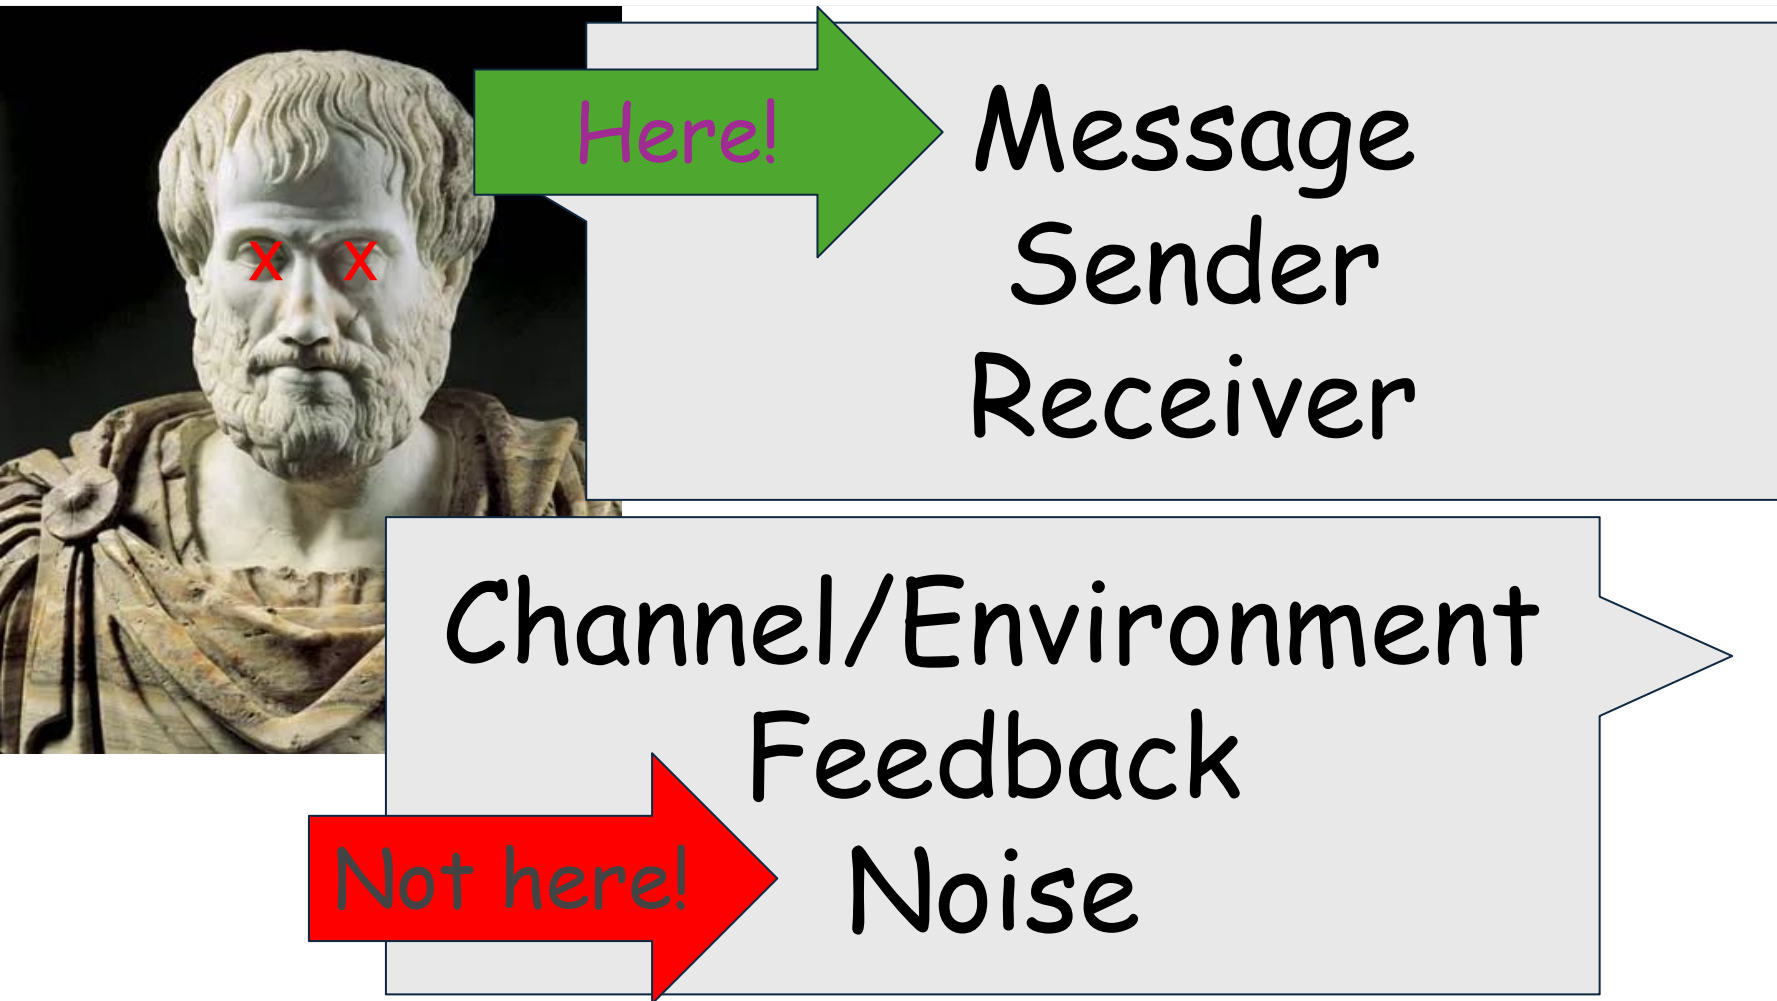 Here!
Message
Sender
Receiver
X X
Channel/Environment
Feedback
Not here!
Noise